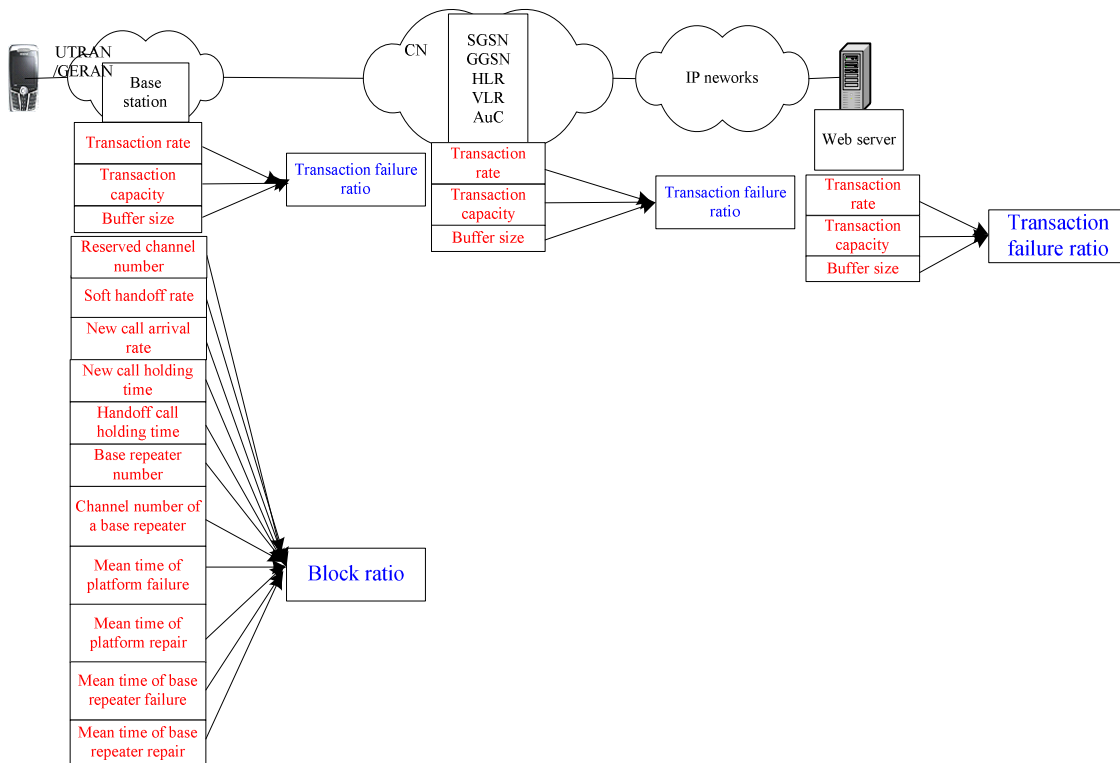 UTRAN
/GERAN
Base
station
CN
SGSN
GGSN
HLR
VLR
AuC
IP neworks
Web server
Transaction rate
Transaction
capacity
Buffer size
Transaction failure
ratio
Transaction
rate
Transaction
capacity
Buffer size
Transaction failure
ratio
Transaction
rate
Transaction
capacity
Buffer size
Transaction
failure ratio
Reserved channel
number
Soft handoff rate
New call arrival
rate
New call holding
time
Handoff call
holding time
Base repeater
number
Channel number of
a base repeater
Mean time of
platform failure
Mean time of
platform repair
Mean time of base
repeater failure
Mean time of base
repeater repair
Block ratio